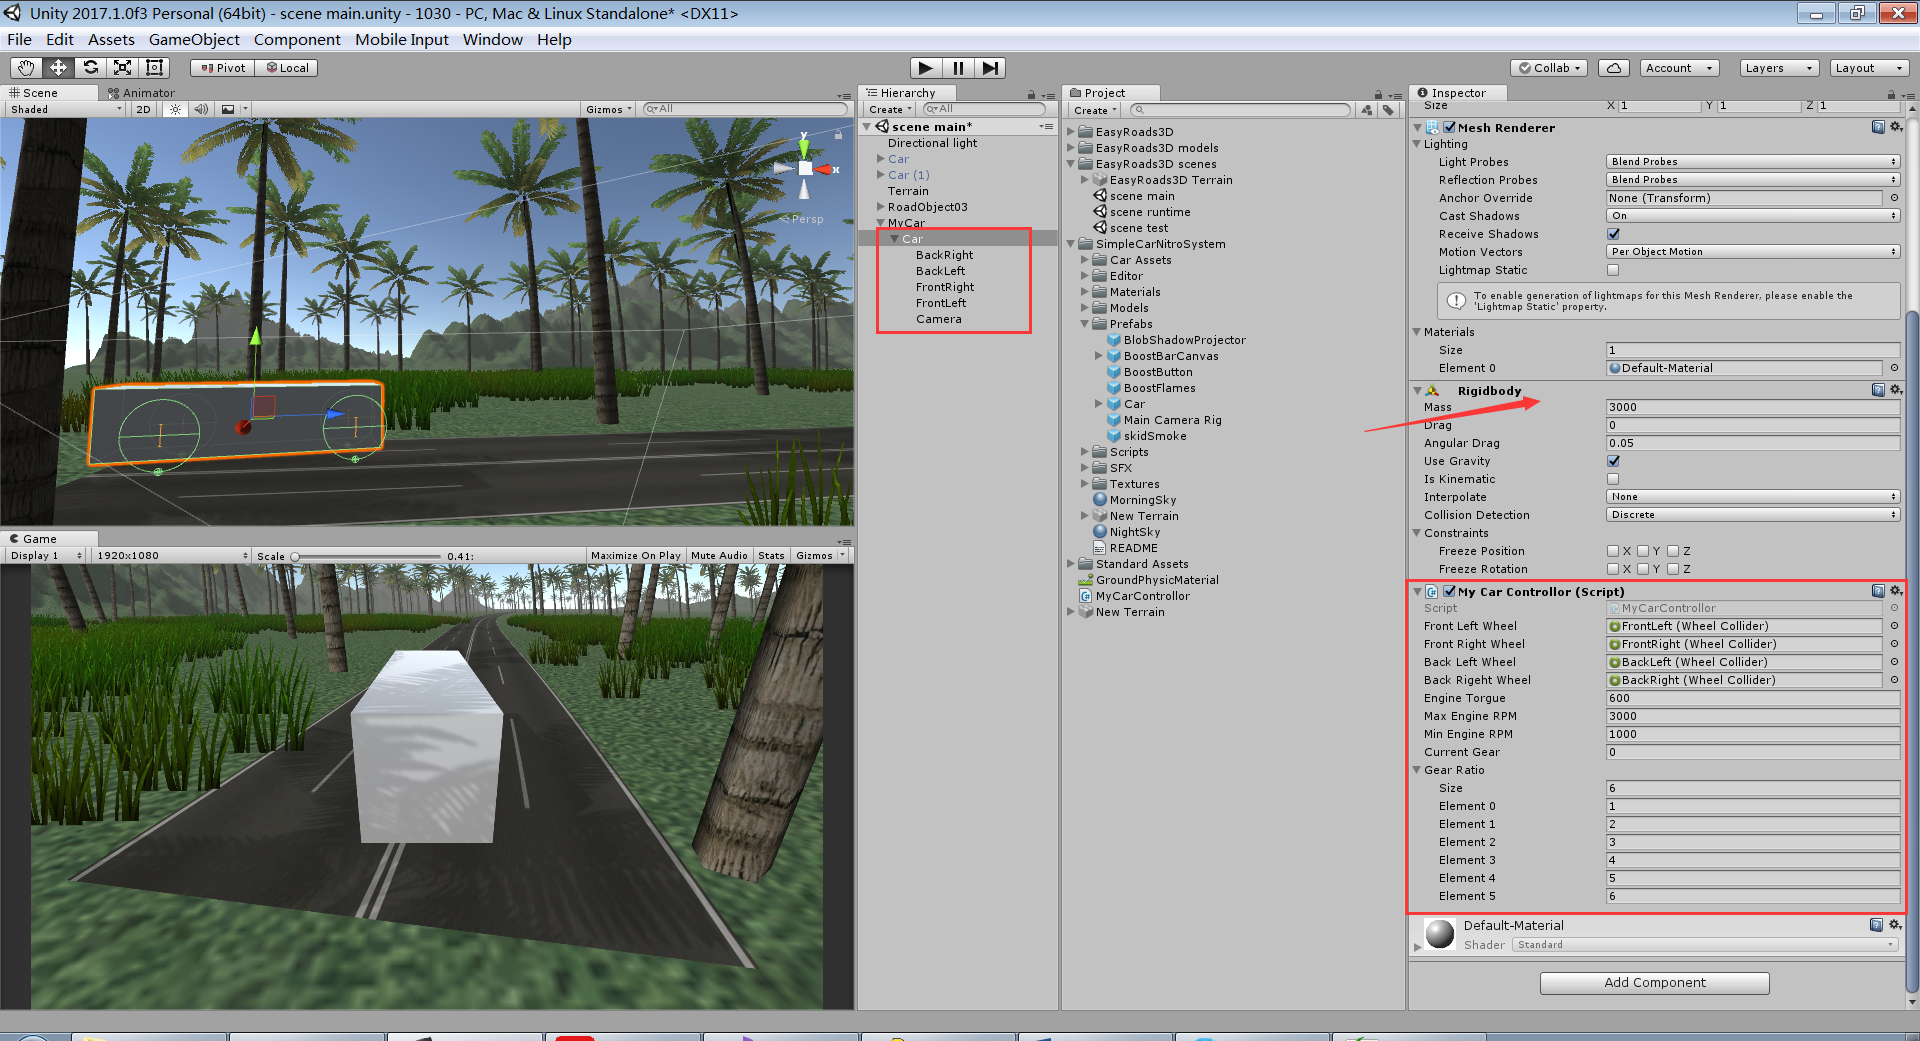 Unity 2017.1.0f3 Personal (64bit) - scene main.unity - 1030 - PC, Mac & Linux Standalone* <DX11>
File Edit Assets GameObject Component Mobile Input Window Help
Pivot Local
Collab Account Layers Layout
Scene Animator
Shaded 2D Gizmos All
y
x
Persp
Game
Display 1 1920x1080 Scale 0.41: Maximize On Play Mute Audio Stats Gizmos
Hierarchy
Create All
scene main*
Directional light
Car
Car (1)
Terrain
RoadObject03
MyCar
Car
BackRight
BackLeft
FrontRight
FrontLeft
Camera
Project
Create
EasyRoads3D
EasyRoads3D models
EasyRoads3D scenes
EasyRoads3D Terrain
scene main
scene runtime
scene test
SimpleCarNitroSystem
Car Assets
Editor
Materials
Models
Prefabs
BlobShadowProjector
BoostBarCanvas
BoostButton
BoostFlames
Car
Main Camera Rig
skidSmoke
Scripts
SFX
Textures
MorningSky
New Terrain
NightSky
README
Standard Assets
GroundPhysicMaterial
MyCarControllor
New Terrain
Inspector
Size X 1 Y 1 Z 1
Mesh Renderer
Lighting
Light Probes Blend Probes
Reflection Probes Blend Probes
Anchor Override None (Transform)
Cast Shadows On
Receive Shadows
Motion Vectors Per Object Motion
Lightmap Static
To enable generation of lightmaps for this Mesh Renderer, please enable the
'Lightmap Static' property.
Materials
Size 1
Element 0 Default-Material
Rigidbody
Mass 3000
Drag 0
Angular Drag 0.05
Use Gravity
Is Kinematic
Interpolate None
Collision Detection Discrete
Constraints
Freeze Position X Y Z
Freeze Rotation X Y Z
My Car Controllor (Script)
Script MyCarControllor
Front Left Wheel FrontLeft (Wheel Collider)
Front Right Wheel FrontRight (Wheel Collider)
Back Left Wheel BackLeft (Wheel Collider)
Back Rigeht Wheel BackRight (Wheel Collider)
Engine Torgue 600
Max Engine RPM 3000
Min Engine RPM 1000
Current Gear 0
Gear Ratio
Size 6
Element 0 1
Element 1 2
Element 2 3
Element 3 4
Element 4 5
Element 5 6
Default-Material
Shader Standard
Add Component